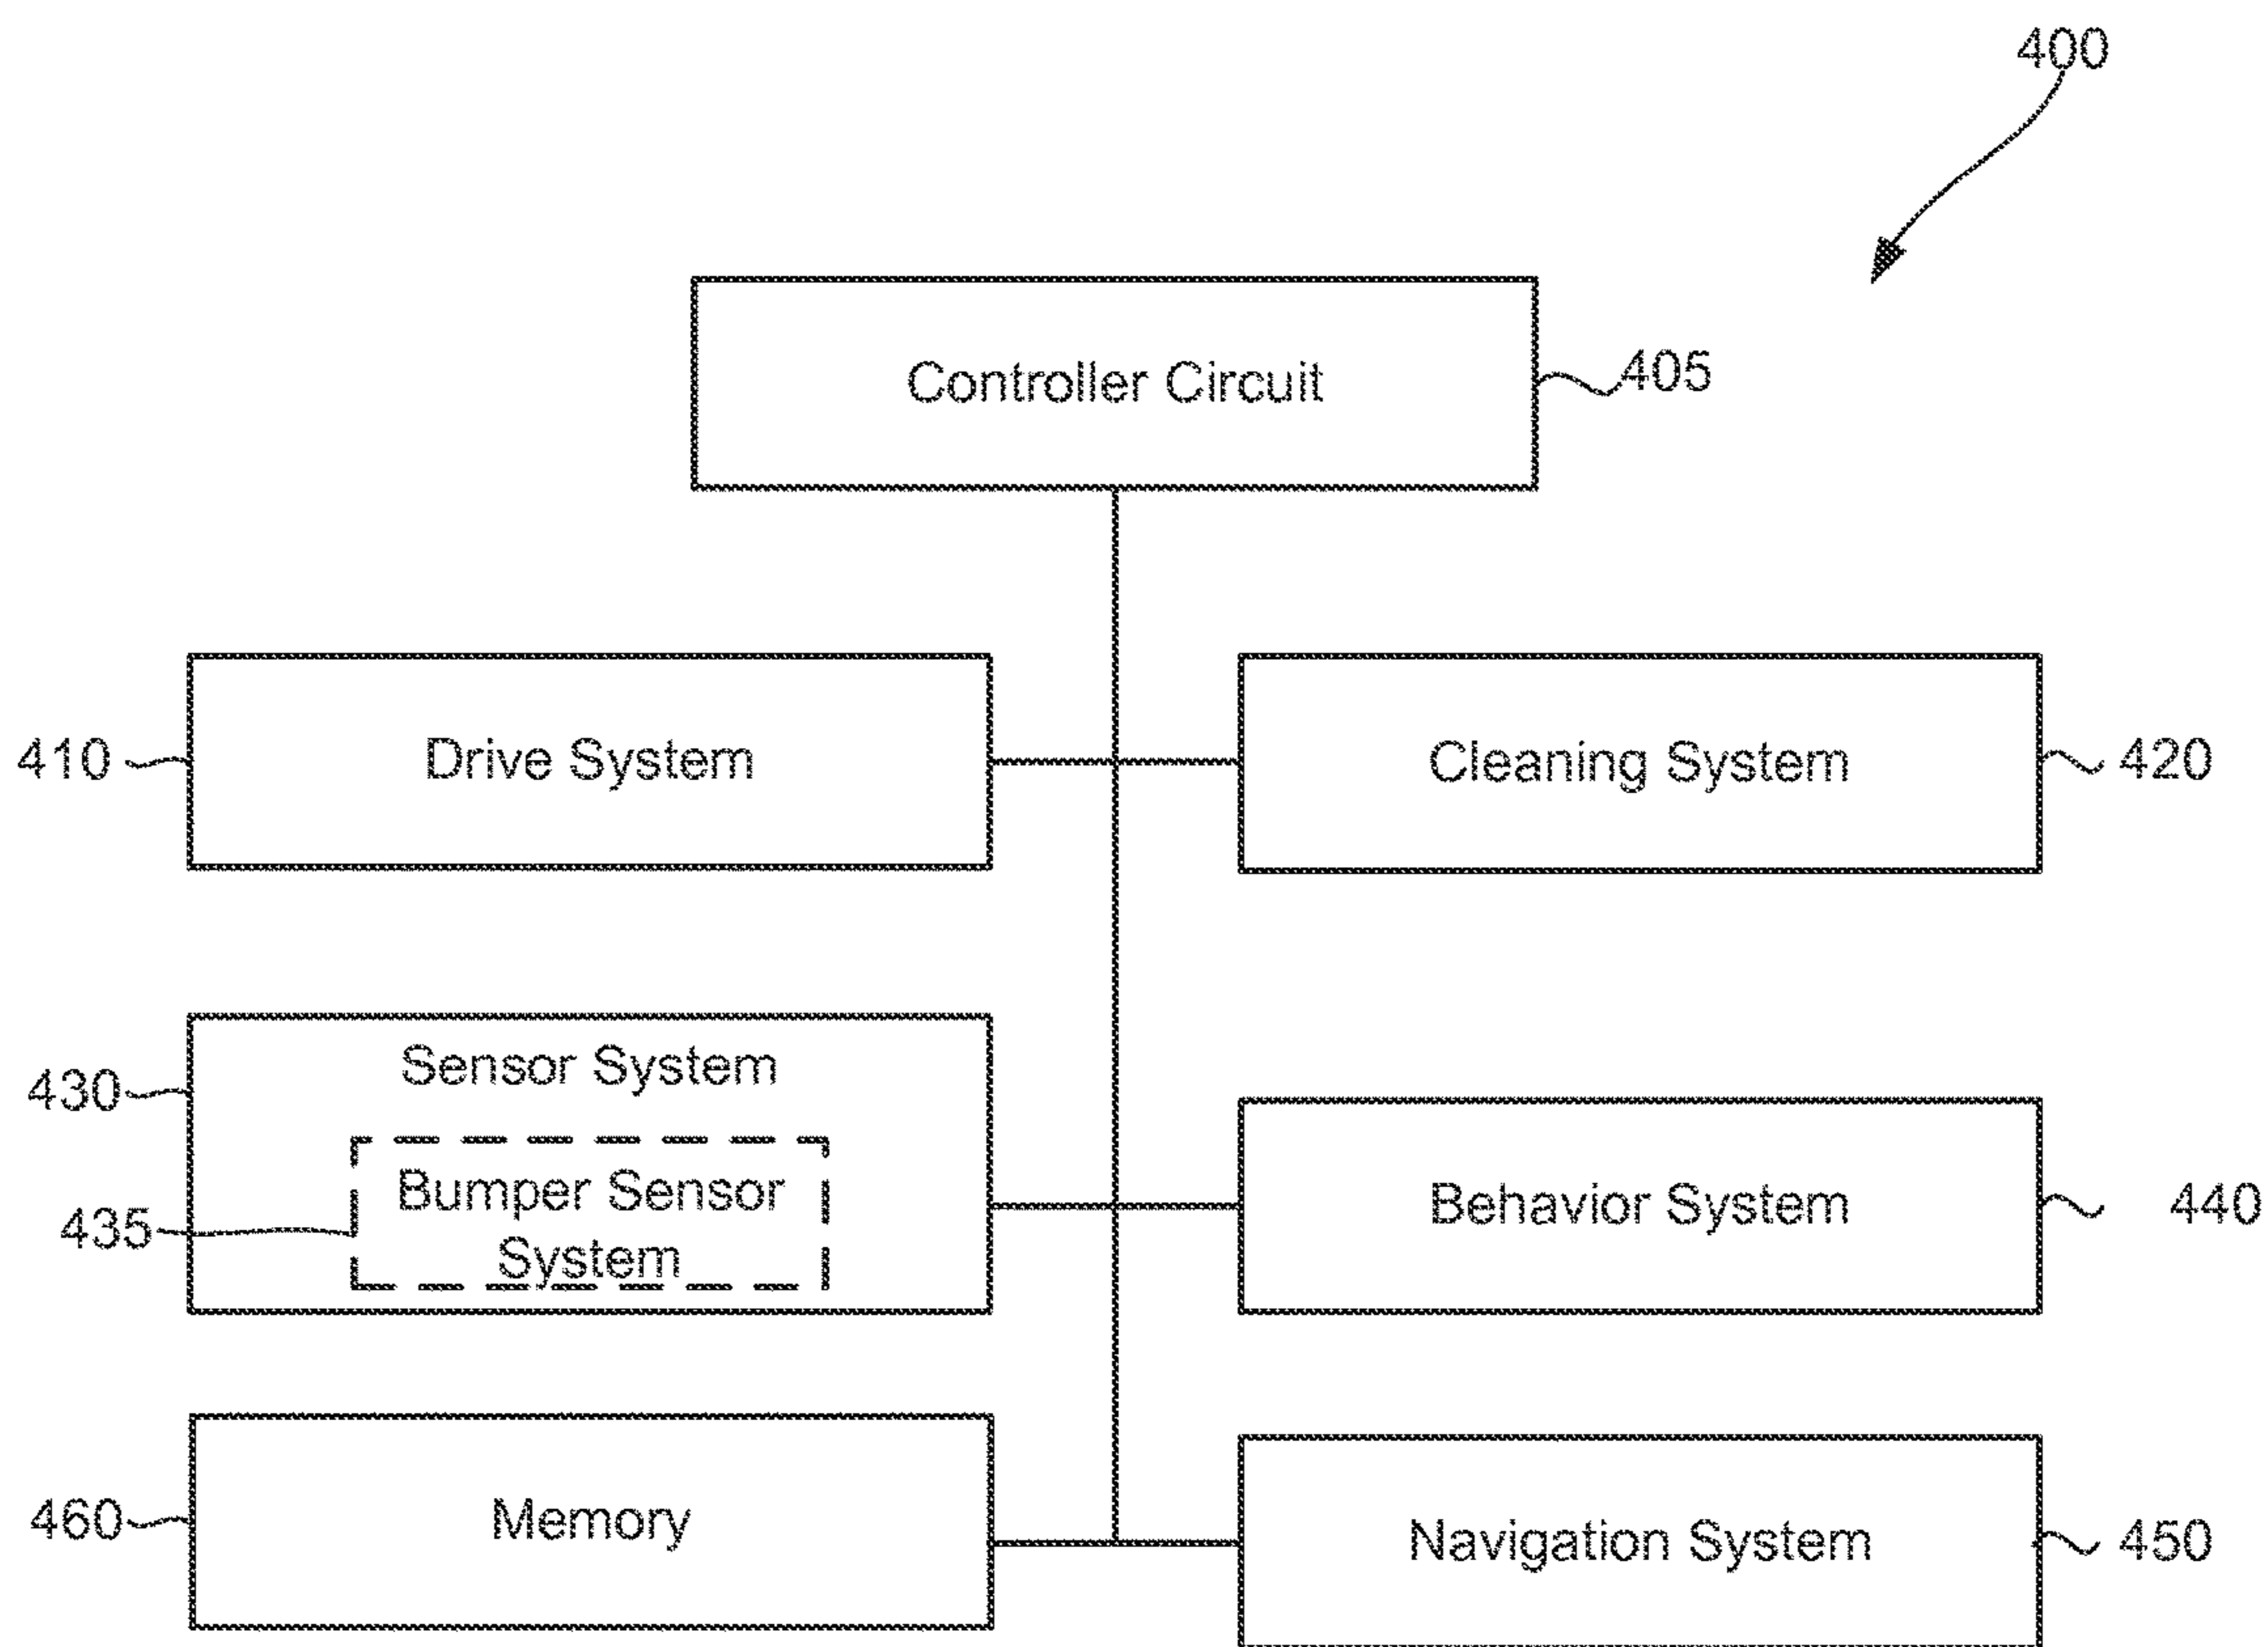 400
Controller Circuit
405
410
Drive System
Cleaning System
420
430
Sensor System
435
Bumper Sensor
System
Behavior System
440
460
Memory
Navigation System
450